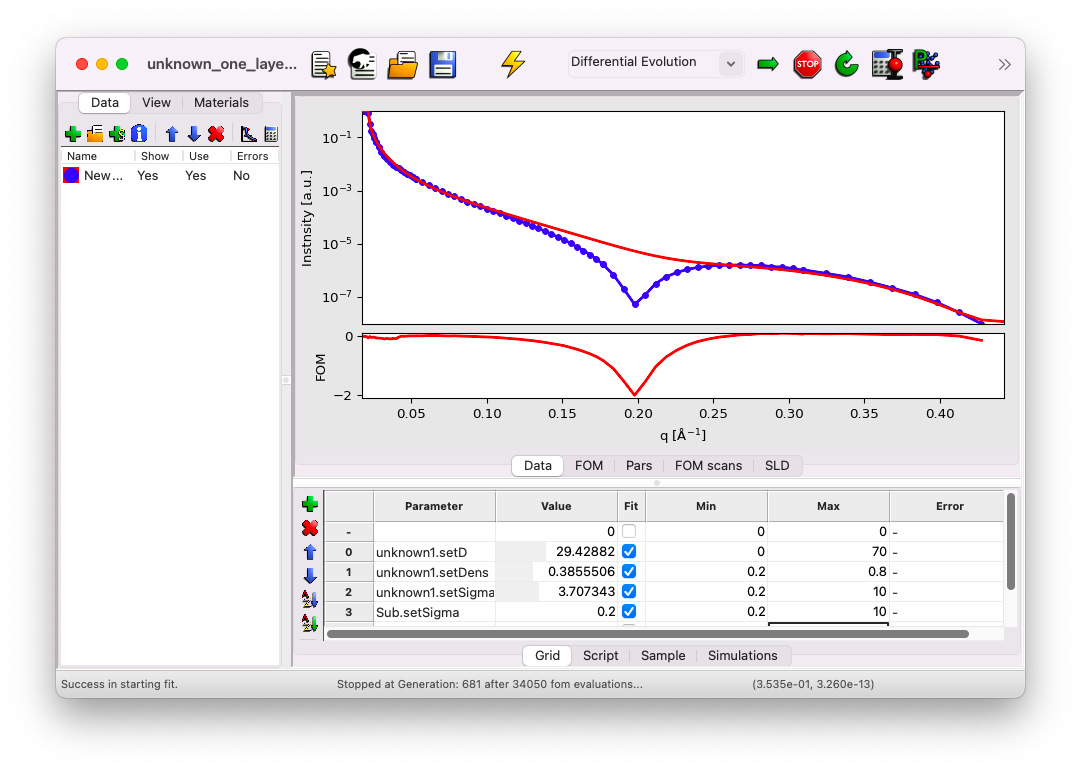 unknown_one_laye...
STOP
Differential Evolution
Data View Materials
Name Show Use Errors
New... Yes Yes No
Instnsity [a.u.]
10−1
10−3
10−5
10−7
FOM
0
−2
0.05 0.10 0.15 0.20 0.25 0.30 0.35 0.40
q [Å−1]
Data FOM Pars FOM scans SLD
Parameter Value Fit Min Max Error
- 0 0 0 -
0 unknown1.setD 29.42882 0 70 -
1 unknown1.setDens 0.3855506 0.2 0.8 -
2 unknown1.setSigma 3.707343 0.2 10 -
3 Sub.setSigma 0.2 0.2 10 -
Grid Script Sample Simulations
Success in starting fit. Stopped at Generation: 681 after 34050 fom evaluations... (3.535e-01, 3.260e-13)